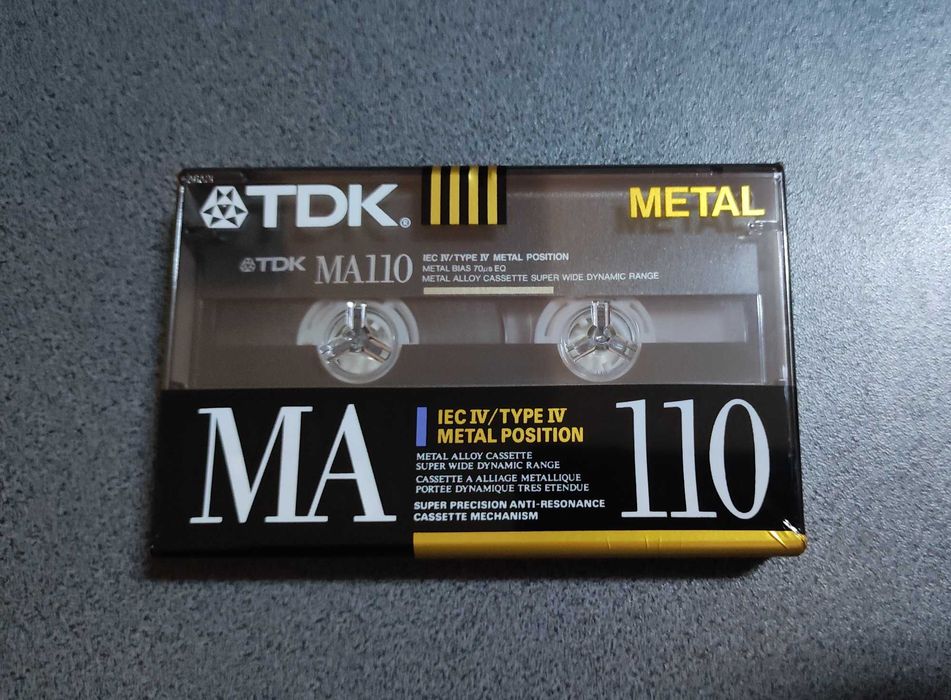 TDK®
METAL
TDK MA110
IEC IV/TYPE IV METAL POSITION
METAL BIAS 70μs EQ
METAL ALLOY CASSETTE SUPER WIDE DYNAMIC RANGE
MA
IEC IV/TYPE IV
METAL POSITION
METAL ALLOY CASSETTE
SUPER WIDE DYNAMIC RANGE
CASSETTE A ALLIAGE METALLIQUE
PORTEE DYNAMIQUE TRES ETENDUE
SUPER PRECISION ANTI-RESONANCE
CASSETTE MECHANISM
110